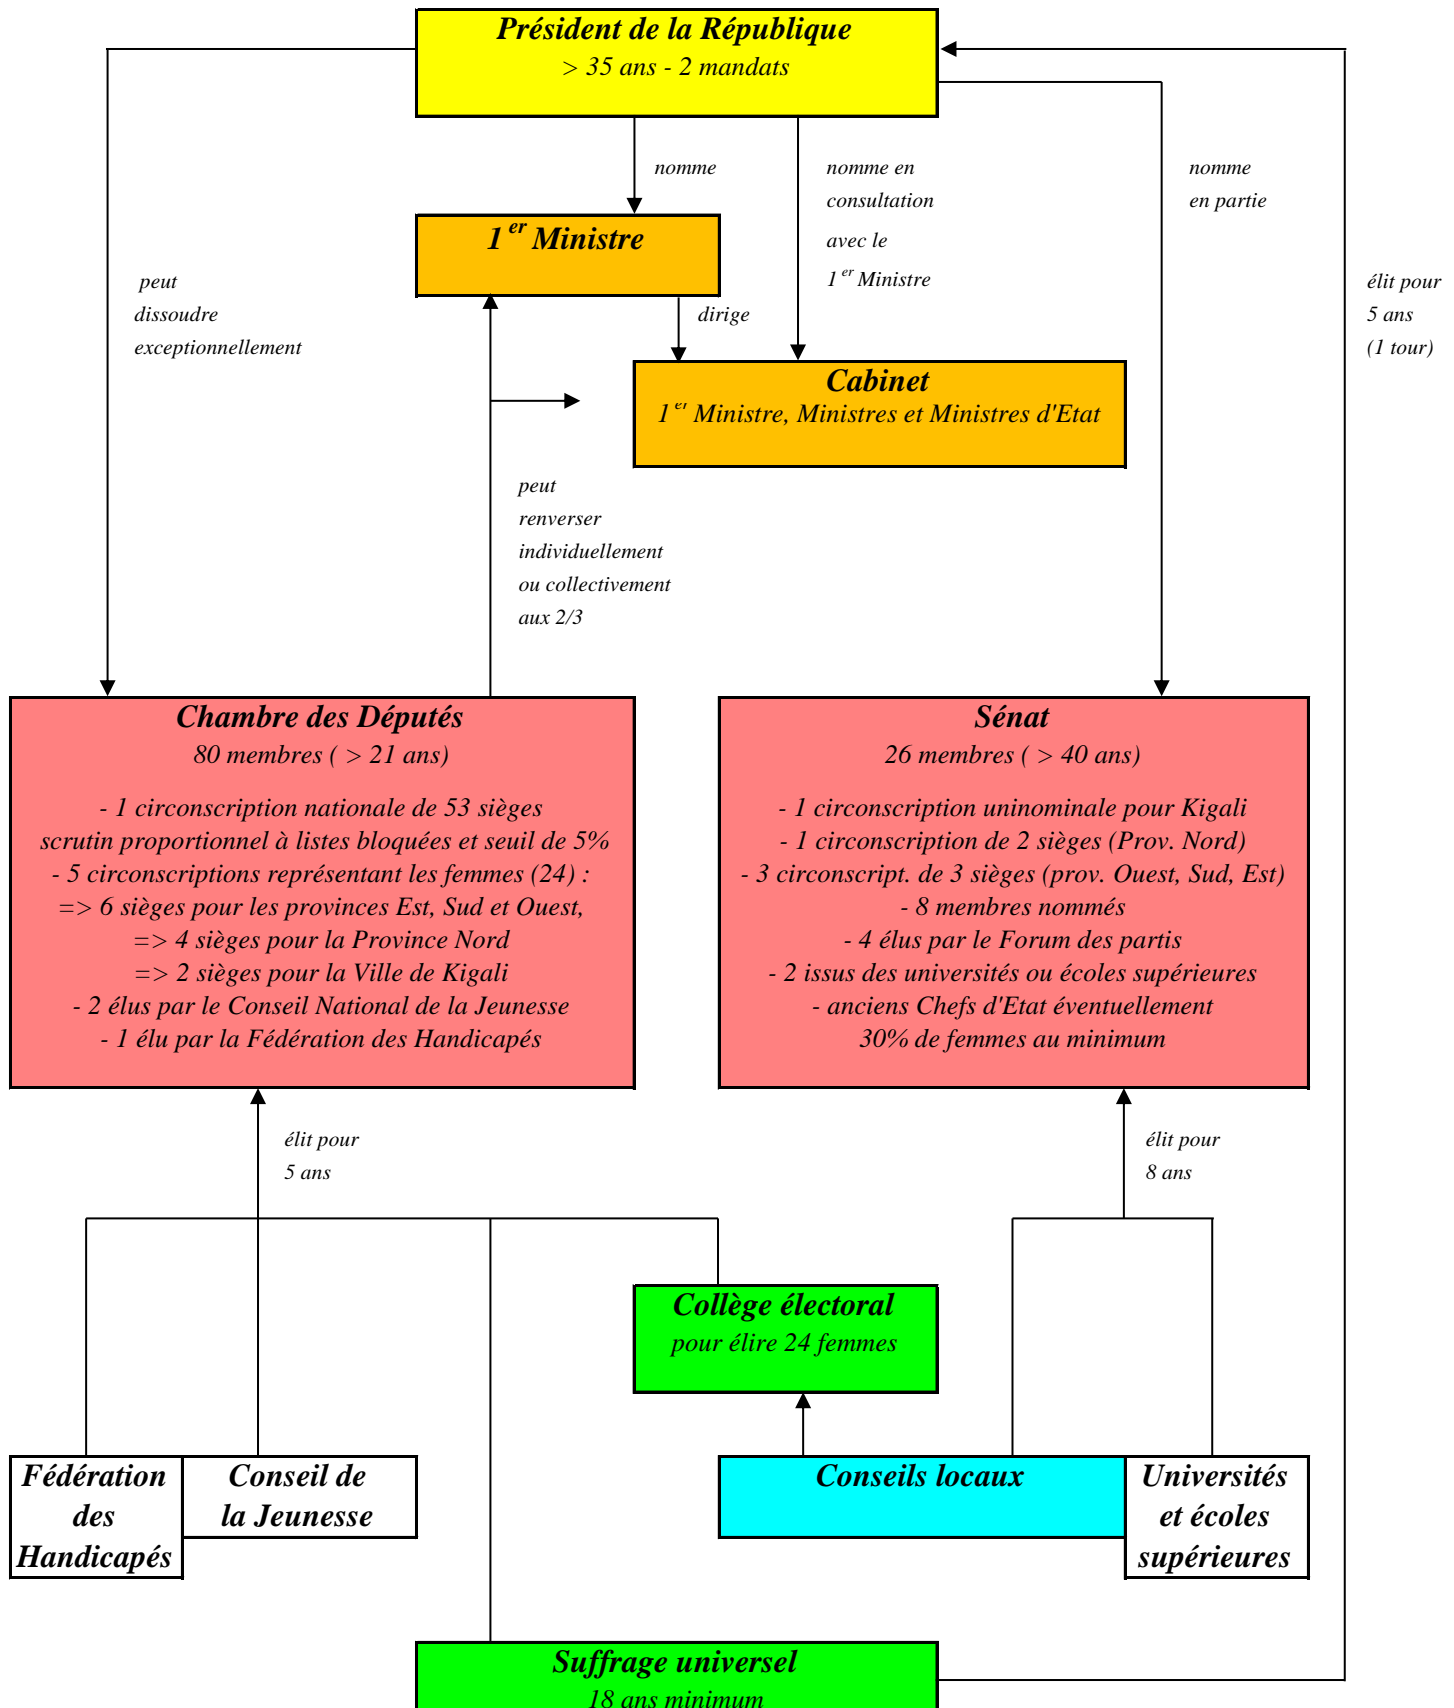 Président de la République
> 35 ans - 2 mandats
nomme
nomme en
consultation
avec le
1er Ministre
nomme
en partie
1er Ministre
peut
dissoudre
exceptionnellement
dirige
élit pour
5 ans
(1 tour)
Cabinet
1er Ministre, Ministres et Ministres d'Etat
peut
renverser
individuellement
ou collectivement
aux 2/3
Chambre des Députés
80 membres ( > 21 ans)
- 1 circonscription nationale de 53 sièges
scrutin proportionnel à listes bloquées et seuil de 5%
- 5 circonscriptions représentant les femmes (24) :
=> 6 sièges pour les provinces Est, Sud et Ouest,
=> 4 sièges pour la Province Nord
=> 2 sièges pour la Ville de Kigali
- 2 élus par le Conseil National de la Jeunesse
- 1 élu par la Fédération des Handicapés
Sénat
26 membres ( > 40 ans)
- 1 circonscription uninominale pour Kigali
- 1 circonscription de 2 sièges (Prov. Nord)
- 3 circonscript. de 3 sièges (prov. Ouest, Sud, Est)
- 8 membres nommés
- 4 élus par le Forum des partis
- 2 issus des universités ou écoles supérieures
- anciens Chefs d'Etat éventuellement
30% de femmes au minimum
élit pour
5 ans
élit pour
8 ans
Collège électoral
pour élire 24 femmes
Fédération
des
Handicapés
Conseil de
la Jeunesse
Conseils locaux
Universités
et écoles
supérieures
Suffrage universel
18 ans minimum